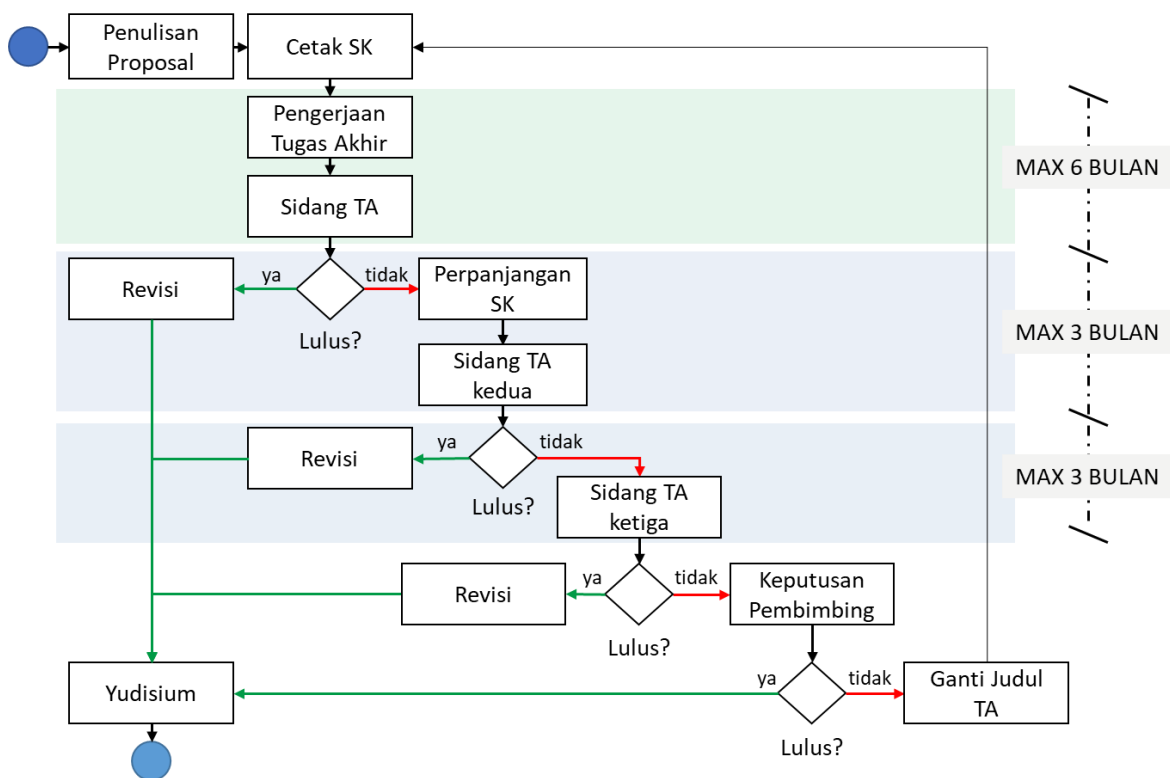 Penulisan
Proposal
Cetak SK
Pengerjaan
Tugas Akhir
MAX 6 BULAN
Sidang TA
Revisi
ya
tidak
Perpanjangan
SK
Lulus?
MAX 3 BULAN
Sidang TA
kedua
Revisi
ya
tidak
Lulus?
MAX 3 BULAN
Sidang TA
ketiga
Revisi
ya
tidak
Keputusan
Pembimbing
Lulus?
Yudisium
ya
tidak
Ganti Judul
TA
Lulus?